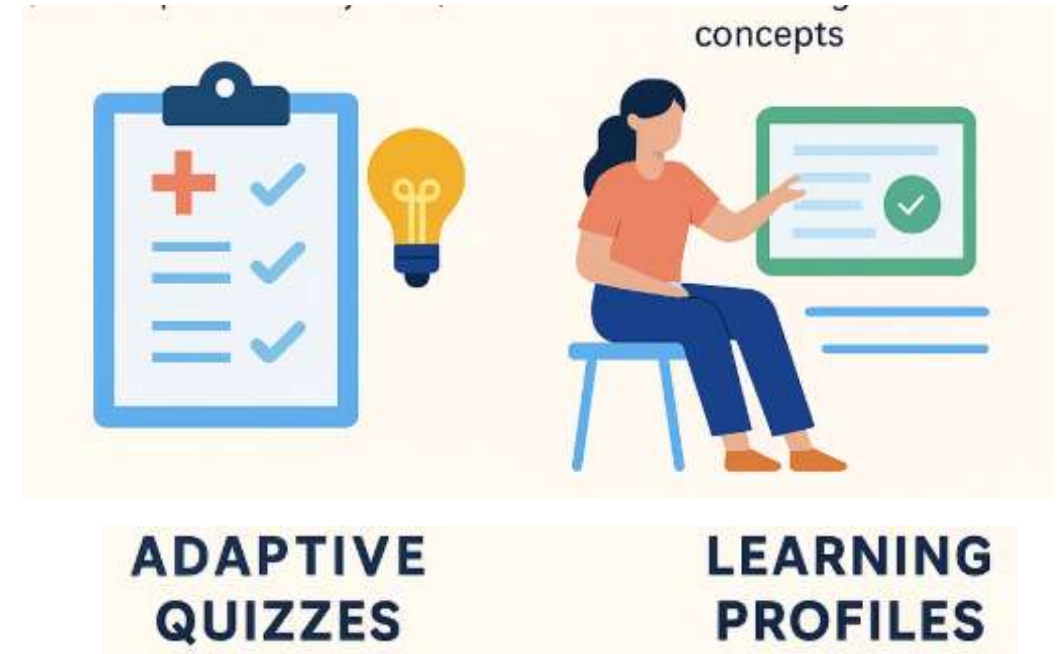 concepts
ADAPTIVE
QUIZZES
LEARNING
PROFILES